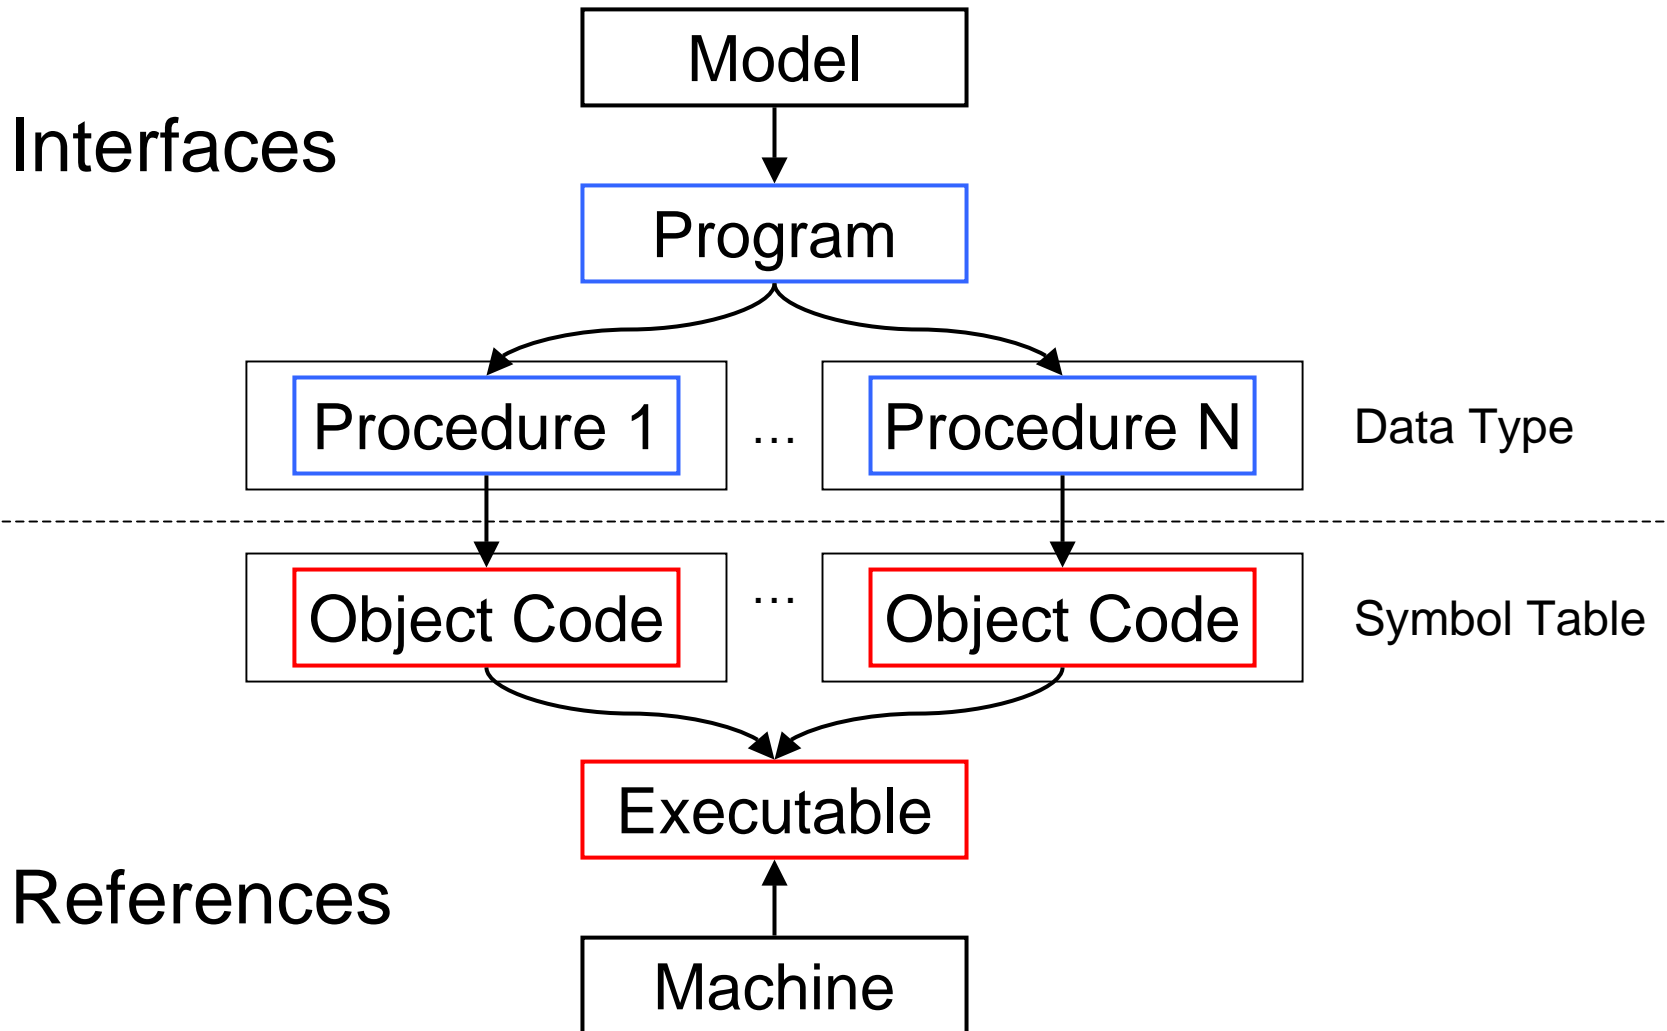 Model
Interfaces
Program
Procedure 1 … Procedure N Data Type
Object Code … Object Code Symbol Table
Executable
References
Machine